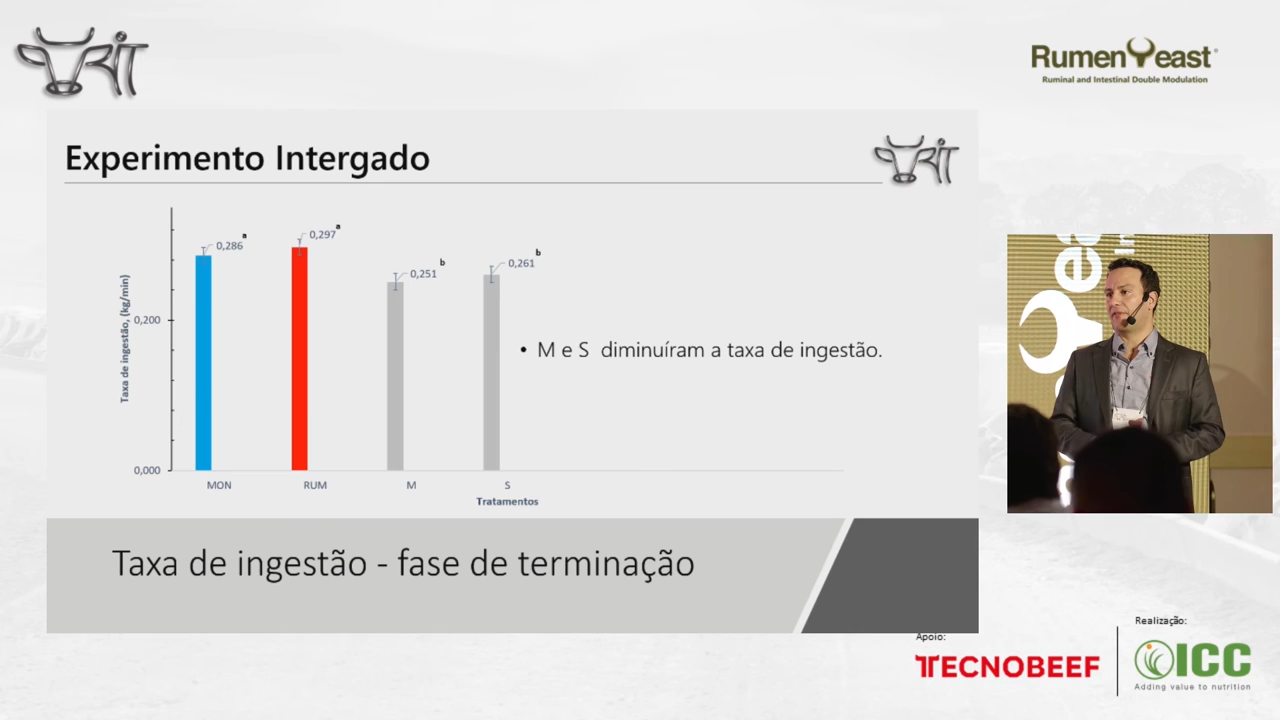 RumenYeast®
Ruminal and Intestinal Double Modulation
Experimento Intergado
Taxa de ingestão, (kg/min)
0,200
0,000
0,286 a
0,297 a
0,251 b
0,261 b
MON RUM M S
Tratamentos
• M e S diminuíram a taxa de ingestão.
Taxa de ingestão - fase de terminação
Apoio:
TECNOBEEF
Realização:
ICC
Adding value to nutrition